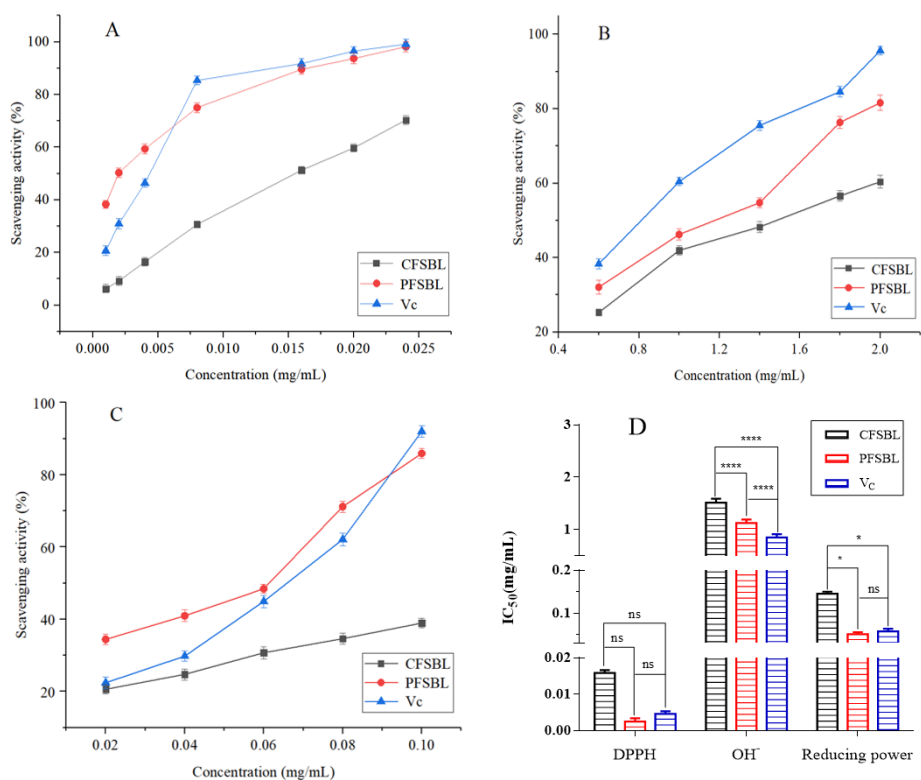 A
Scavenging activity (%)
100
80
60
40
20
0
CFSBL
PFSBL
Vc
0.000 0.005 0.010 0.015 0.020 0.025
Concentration (mg/mL)
B
Scavenging activity (%)
100
80
60
40
20
CFSBL
PFSBL
Vc
0.4 0.8 1.2 1.6 2.0
Concentration (mg/mL)
C
Scavenging activity (%)
100
80
60
40
20
CFSBL
PFSBL
Vc
0.02 0.04 0.06 0.08 0.10
Concentration (mg/mL)
D
IC50(mg/mL)
3
2
1
0.2
0.1
0.02
0.01
0.00
CFSBL
PFSBL
VC
ns
ns
ns
****
****
****
*
*
ns
DPPH OH- Reducing power